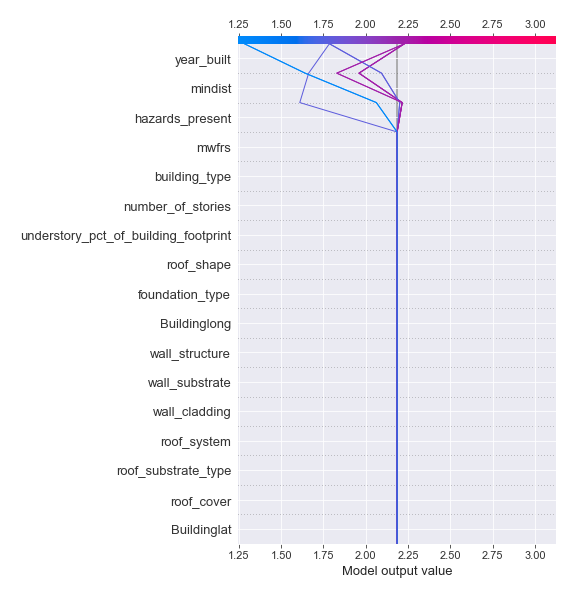 1.25 1.50 1.75 2.00 2.25 2.50 2.75 3.00
year_built
mindist
hazards_present
mwfrs
building_type
number_of_stories
understory_pct_of_building_footprint
roof_shape
foundation_type
Buildinglong
wall_structure
wall_substrate
wall_cladding
roof_system
roof_substrate_type
roof_cover
Buildinglat
1.25 1.50 1.75 2.00 2.25 2.50 2.75 3.00
Model output value